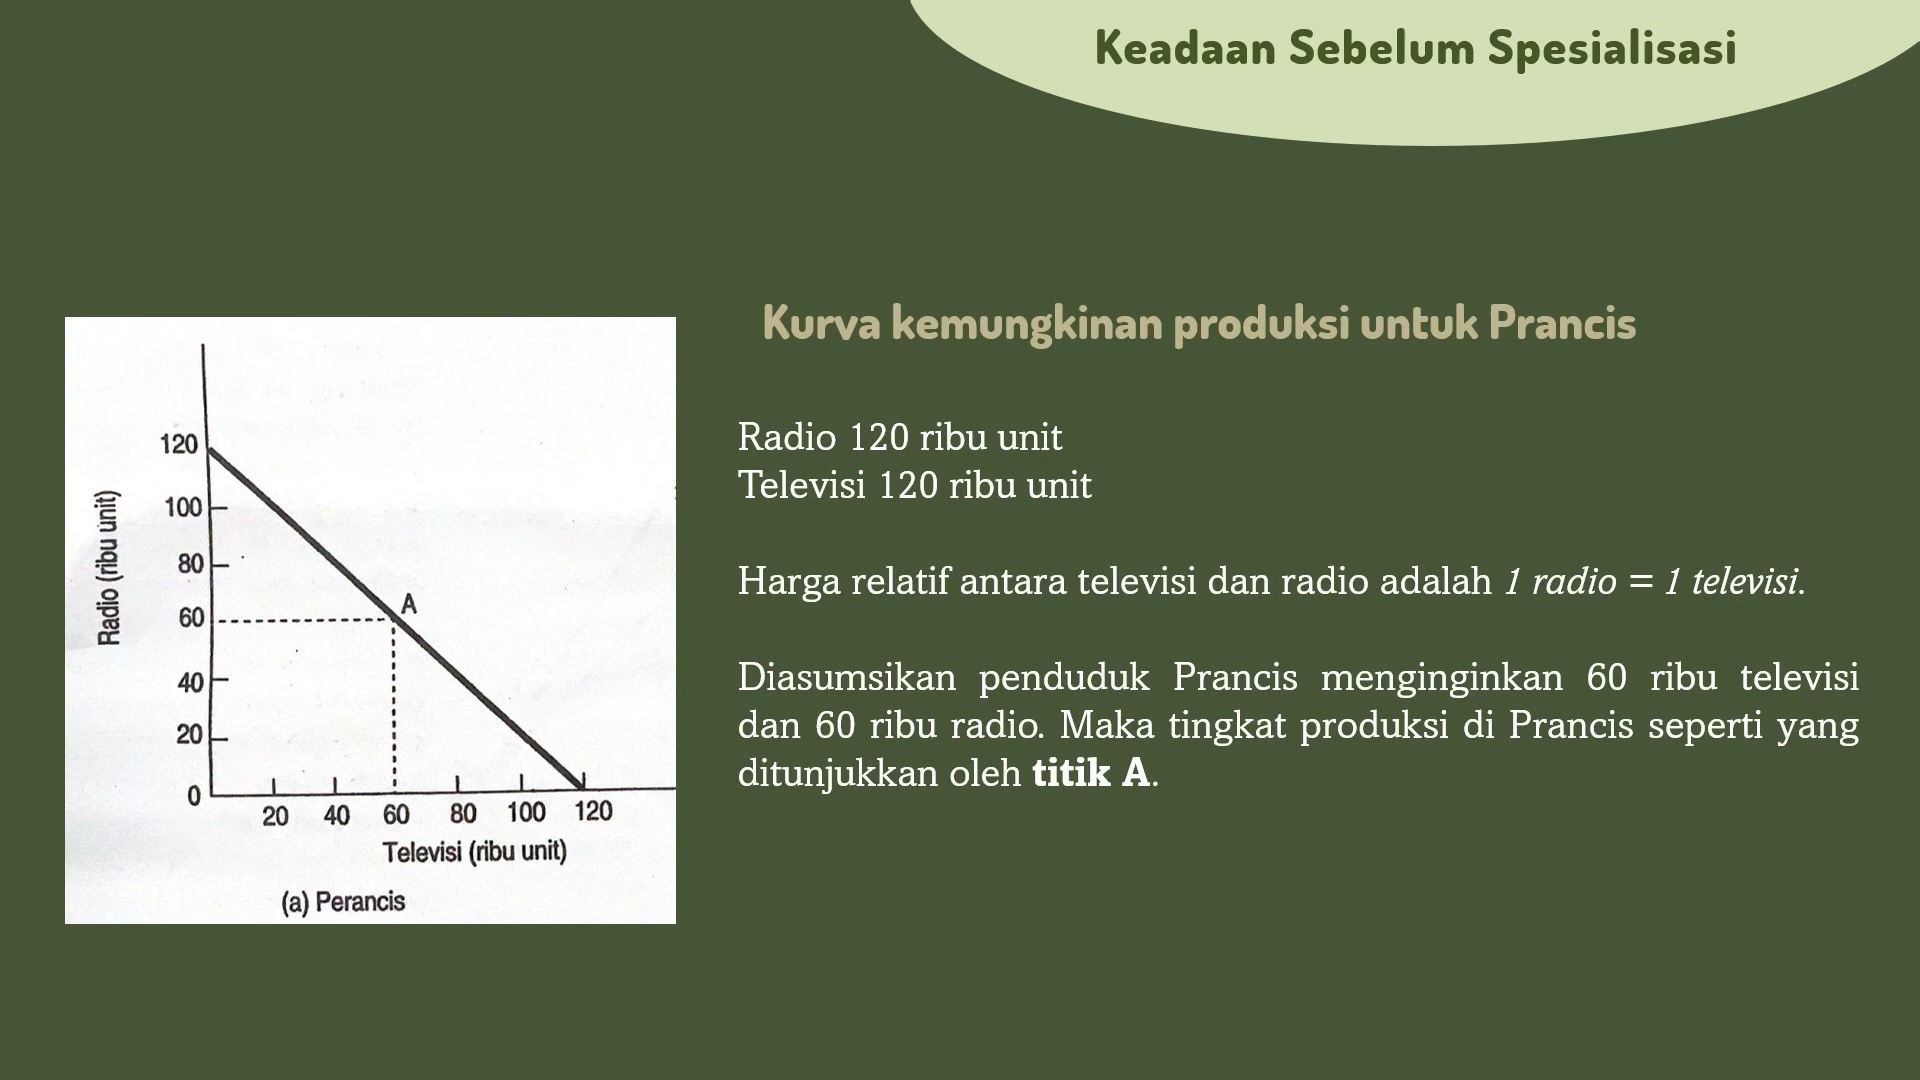 Keadaan Sebelum Spesialisasi
Kurva kemungkinan produksi untuk Prancis
Radio 120 ribu unit
Televisi 120 ribu unit
Harga relatif antara televisi dan radio adalah 1 radio = 1 televisi.
Diasumsikan penduduk Prancis menginginkan 60 ribu televisi
dan 60 ribu radio. Maka tingkat produksi di Prancis seperti yang
ditunjukkan oleh titik A.
Radio (ribu unit)
120
100
80
60
40
20
0
A
20 40 60 80 100 120
Televisi (ribu unit)
(a) Perancis